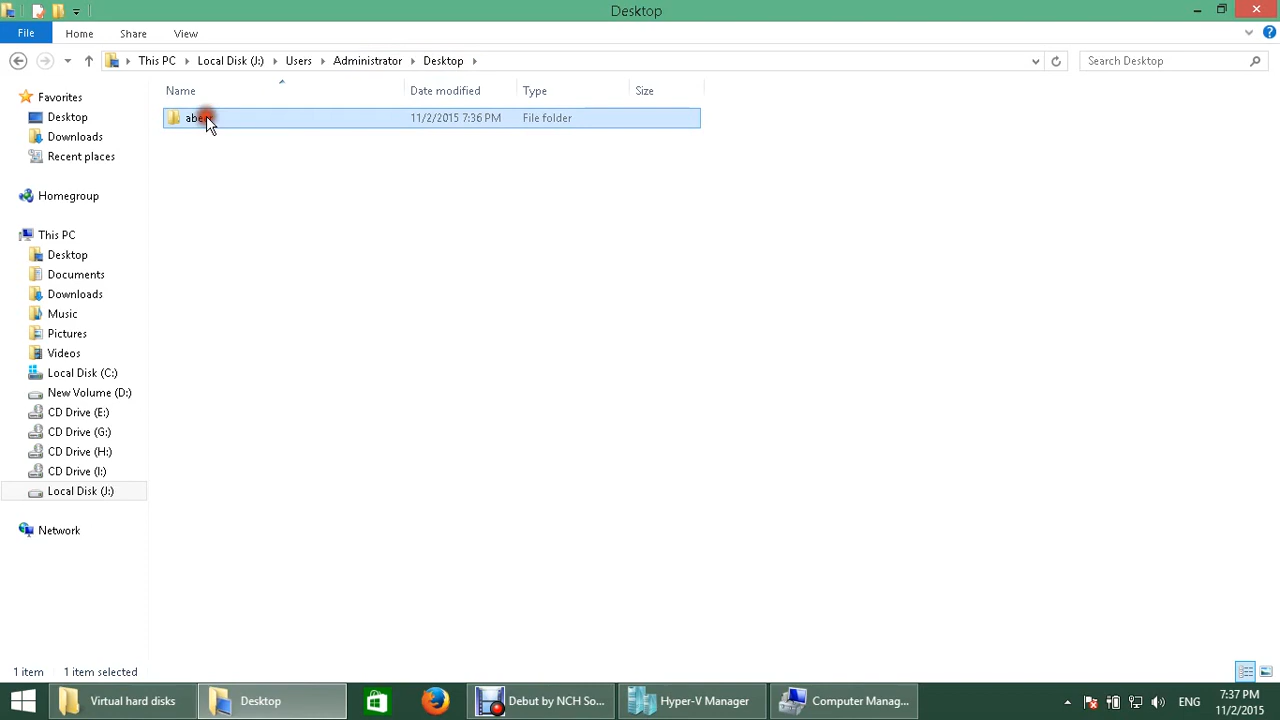 Desktop
File Home Share View
This PC Local Disk (J:) Users Administrator Desktop Search Desktop
Name Date modified Type Size
11/2/2015 7:36 PM File folder
Favorites
Desktop
Downloads
Recent places
Homegroup
This PC
Desktop
Documents
Downloads
Music
Pictures
Videos
Local Disk (C:)
New Volume (D:)
CD Drive (E:)
CD Drive (G:)
CD Drive (H:)
CD Drive (I:)
Local Disk (J:)
Network
1 item 1 item selected
Virtual hard disks Desktop Debut by NCH So... Hyper-V Manager Computer Manag... ENG 7:37 PM
11/2/2015